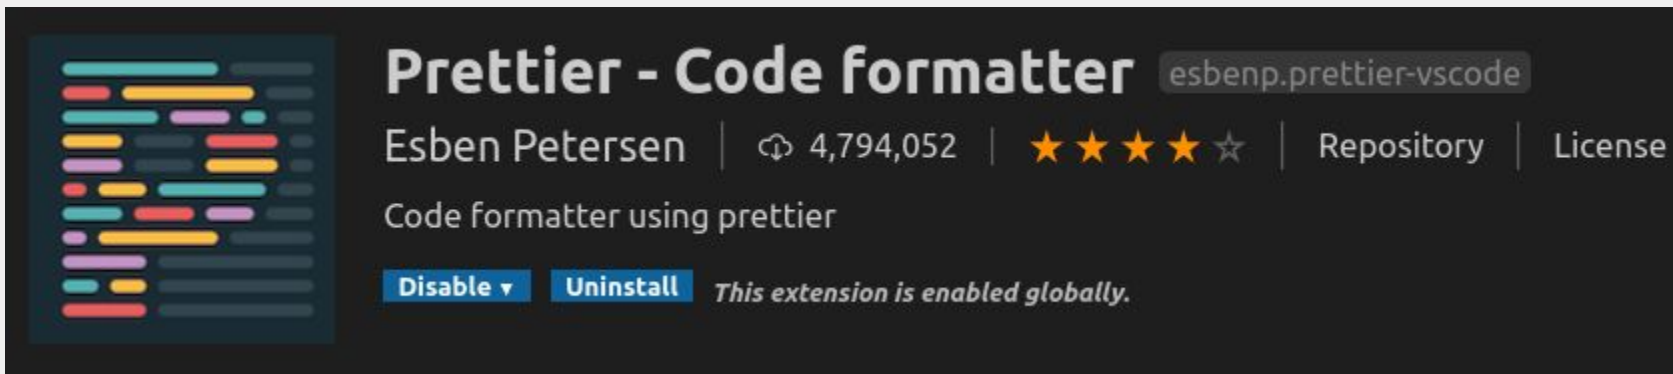 Prettier - Code formatter esbenp.prettier-vscode
Esben Petersen | 4,794,052 | Repository | License
Code formatter using prettier
Disable ▾ Uninstall This extension is enabled globally.